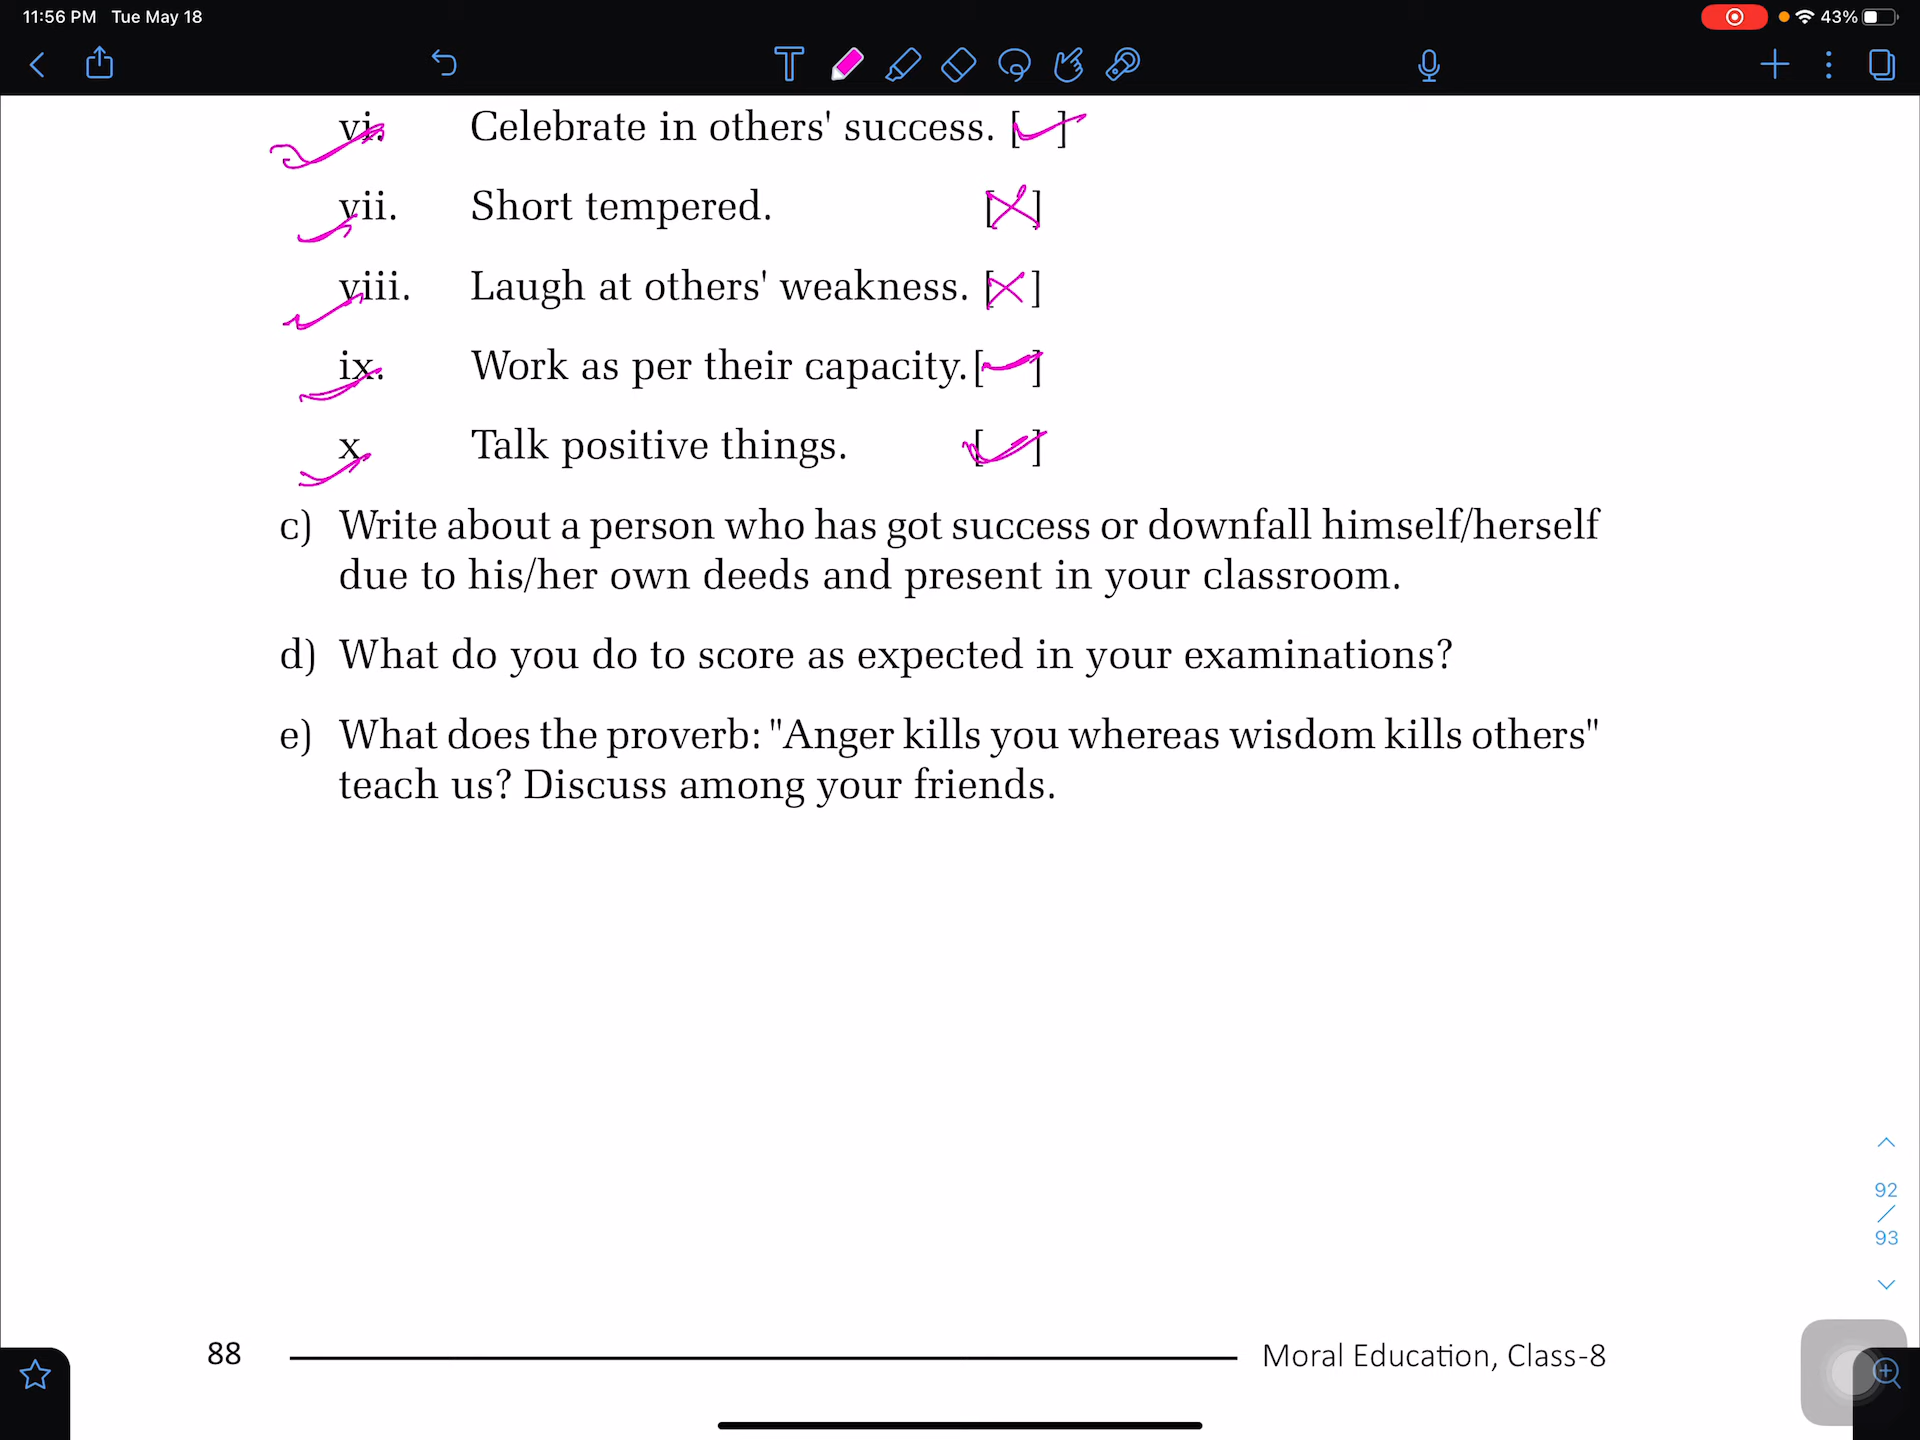 11:56 PM Tue May 18 43%
vi. Celebrate in others' success. [ ]
vii. Short tempered. [ ]
viii. Laugh at others' weakness. [ ]
ix. Work as per their capacity. [ ]
x. Talk positive things. [ ]
c) Write about a person who has got success or downfall himself/herself
due to his/her own deeds and present in your classroom.
d) What do you do to score as expected in your examinations?
e) What does the proverb: "Anger kills you whereas wisdom kills others"
teach us? Discuss among your friends.
92
/
93
88 Moral Education, Class-8